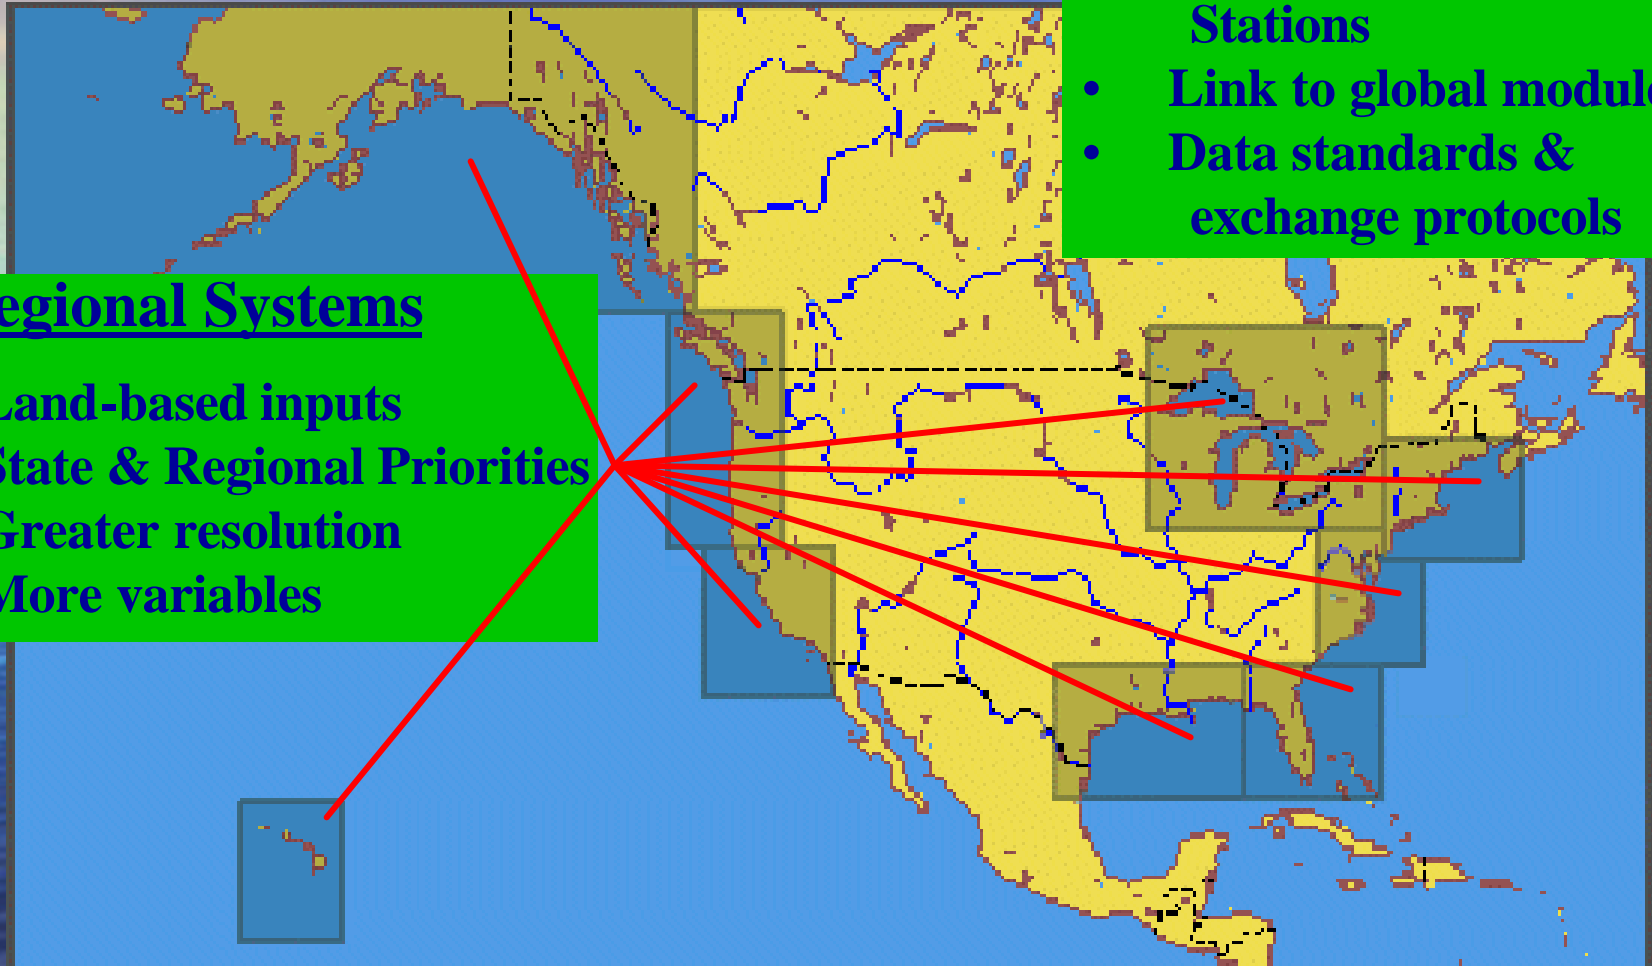 Stations
• Link to global module
• Data standards &
exchange protocols
egional Systems
Land-based inputs
State & Regional Priorities
Greater resolution
More variables